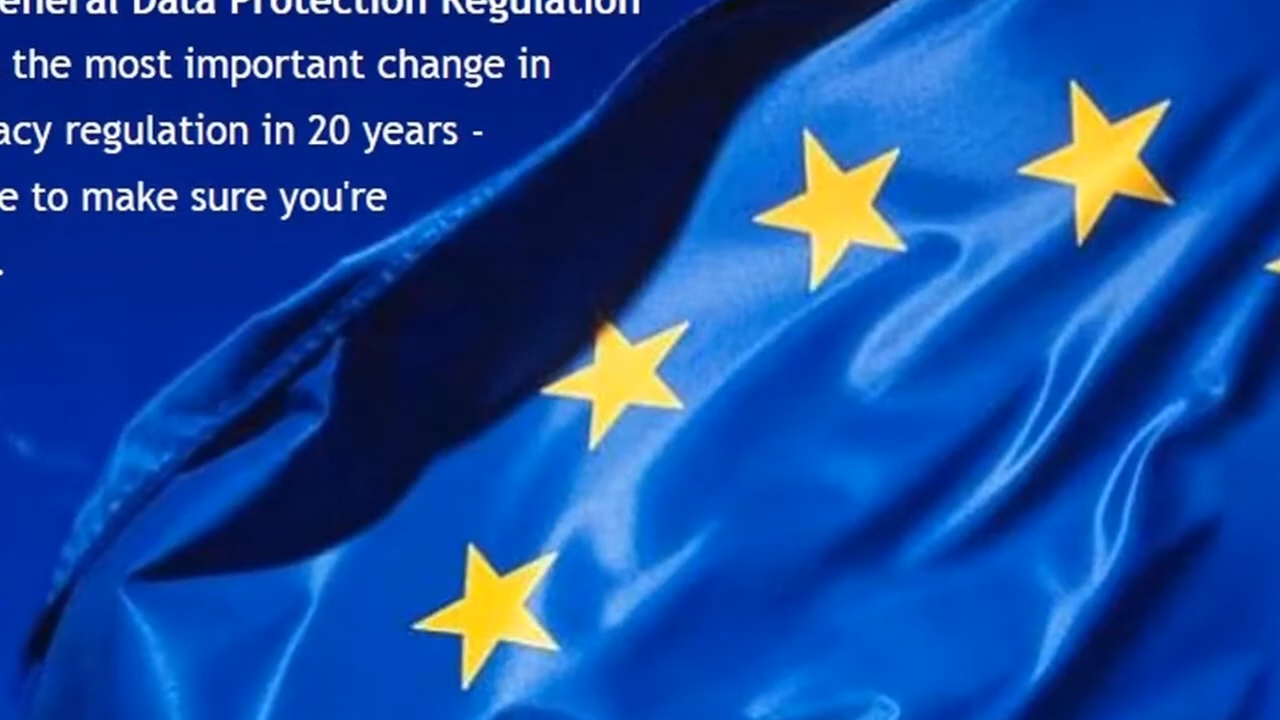 eneral Data Protection Regulation
the most important change in
acy regulation in 20 years -
e to make sure you're
.